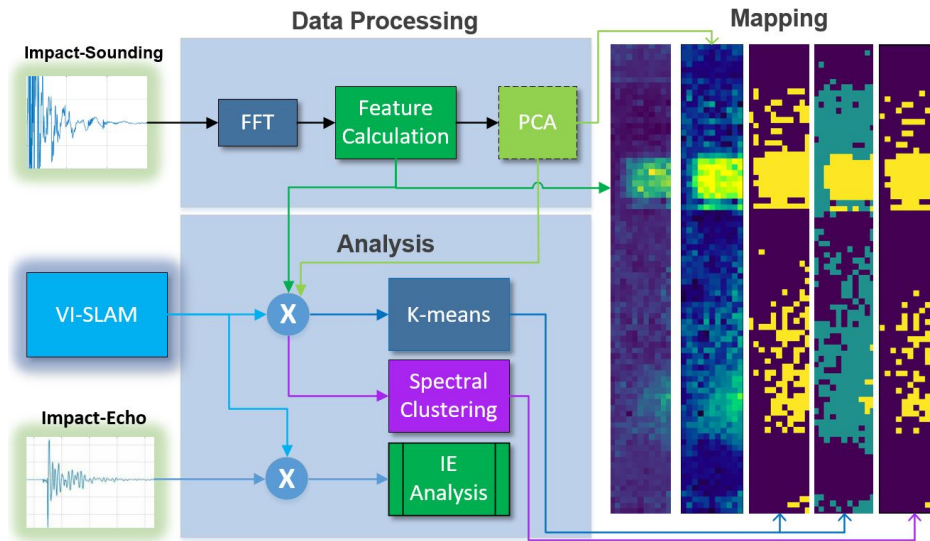 Data Processing
Mapping
Impact-Sounding
FFT
Feature
Calculation
PCA
Analysis
VI-SLAM
X
K-means
Spectral
Clustering
Impact-Echo
X
IE
Analysis